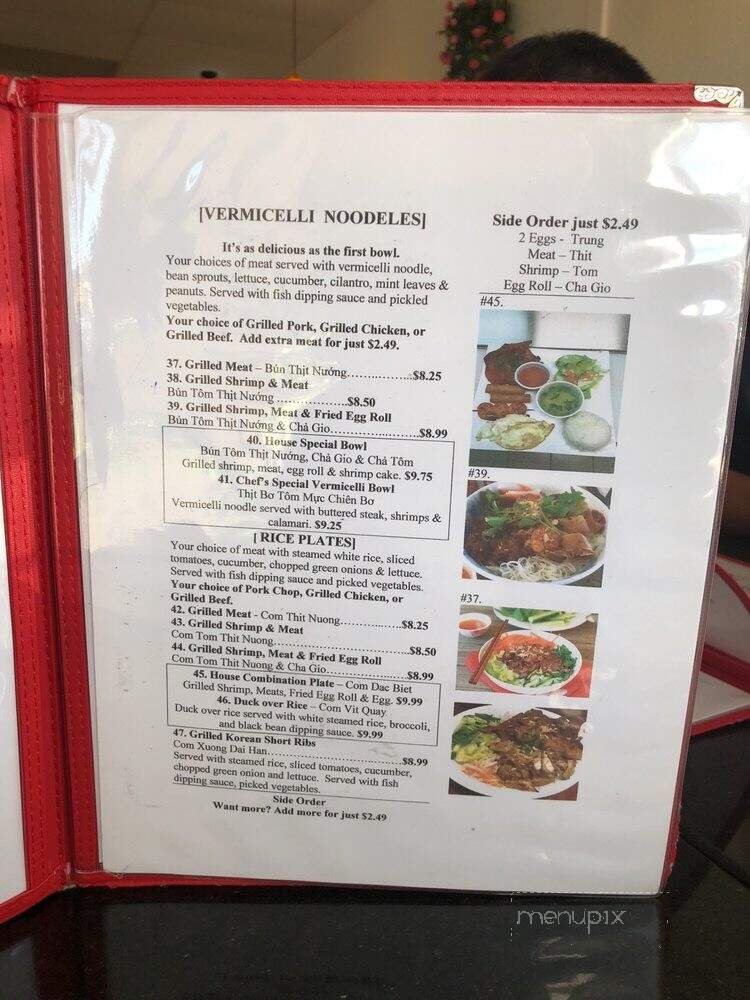 [VERMICELLI NOODELES]
It's as delicious as the first bowl.
Your choices of meat served with vermicelli noodle,
bean sprouts, lettuce, cucumber, cilantro, mint leaves &
peanuts. Served with fish dipping sauce and pickled
vegetables.
Your choice of Grilled Pork, Grilled Chicken, or
Grilled Beef. Add extra meat for just $2.49.
37. Grilled Meat – Bún Thịt Nướng……………$8.25
38. Grilled Shrimp & Meat
Bún Tôm Thịt Nướng ………………$8.50
39. Grilled Shrimp, Meat & Fried Egg Roll
Bún Tôm Thịt Nướng & Chả Gio…………………$8.99
40. House Special Bowl
Bún Tôm Thịt Nướng, Chả Gio & Chả Tôm
Grilled shrimp, meat, egg roll & shrimp cake. $9.75
41. Chef's Special Vermicelli Bowl
Thịt Bơ Tôm Mực Chiên Bơ
Vermicelli noodle served with buttered steak, shrimps &
calamari. $9.25
[RICE PLATES]
Your choice of meat with steamed white rice, sliced
tomatoes, cucumber, chopped green onions & lettuce.
Served with fish dipping sauce and picked vegetables.
Your choice of Pork Chop, Grilled Chicken, or
Grilled Beef.
42. Grilled Meat - Com Thit Nuong……………$8.25
43. Grilled Shrimp & Meat
Com Tom Thit Nuong……………………………$8.50
44. Grilled Shrimp, Meat & Fried Egg Roll
Com Tom Thit Nuong & Cha Gio………………$8.99
45. House Combination Plate – Com Dac Biet
Grilled Shrimp, Meats, Fried Egg Roll & Egg. $9.99
46. Duck over Rice – Com Vit Quay
Duck over rice served with white steamed rice, broccoli,
and black bean dipping sauce. $9.99
47. Grilled Korean Short Ribs
Com Xuong Dai Han……………………………$8.99
Served with steamed rice, sliced tomatoes, cucumber,
chopped green onion and lettuce. Served with fish
dipping sauce, picked vegetables.
Side Order
Want more? Add more for just $2.49
Side Order just $2.49
2 Eggs - Trung
Meat – Thit
Shrimp – Tom
Egg Roll – Cha Gio
#45.
#39.
#37.
menupix